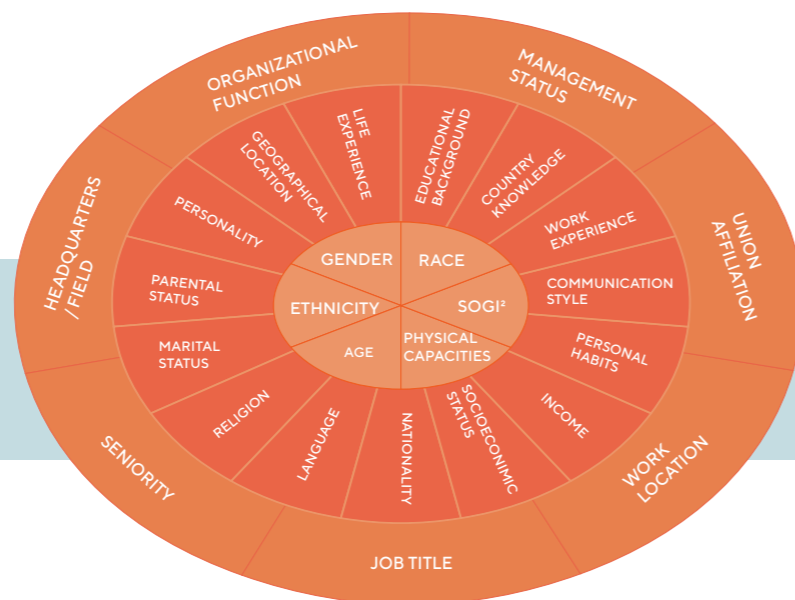 ORGANIZATIONAL
FUNCTION
MANAGEMENT
STATUS
UNION
AFFILIATION
WORK
LOCATION
JOB TITLE
SENIORITY
HEADQUARTERS
/ FIELD
LIFE
EXPERIENCE
EDUCATIONAL
BACKGROUND
COUNTRY
KNOWLEDGE
WORK
EXPERIENCE
COMMUNICATION
STYLE
PERSONAL
HABITS
INCOME
SOCIOECONIMIC
STATUS
NATIONALITY
LANGUAGE
RELIGION
MARITAL
STATUS
PARENTAL
STATUS
PERSONALITY
GEOGRAPHICAL
LOCATION
GENDER
RACE
SOGI²
PHYSICAL
CAPACITIES
AGE
ETHNICITY